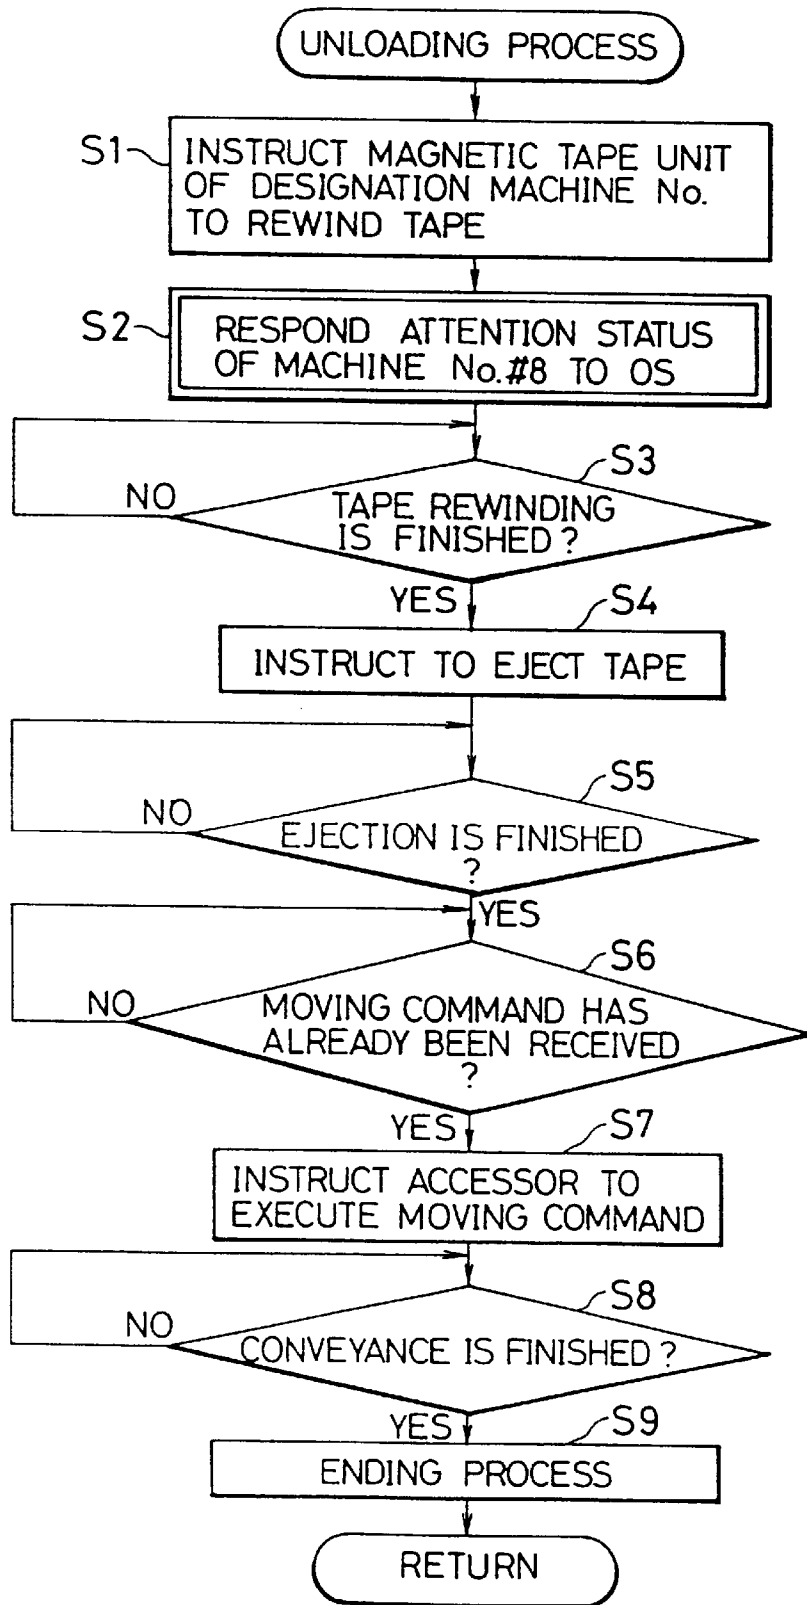 UNLOADING PROCESS
S1
INSTRUCT MAGNETIC TAPE UNIT
OF DESIGNATION MACHINE No.
TO REWIND TAPE
S2
RESPOND ATTENTION STATUS
OF MACHINE No.#8 TO OS
S3
NO
TAPE REWINDING
IS FINISHED?
YES
S4
INSTRUCT TO EJECT TAPE
S5
NO
EJECTION IS FINISHED
?
YES
S6
NO
MOVING COMMAND HAS
ALREADY BEEN RECEIVED
?
YES
S7
INSTRUCT ACCESSOR TO
EXECUTE MOVING COMMAND
S8
NO
CONVEYANCE IS FINISHED?
YES
S9
ENDING PROCESS
RETURN